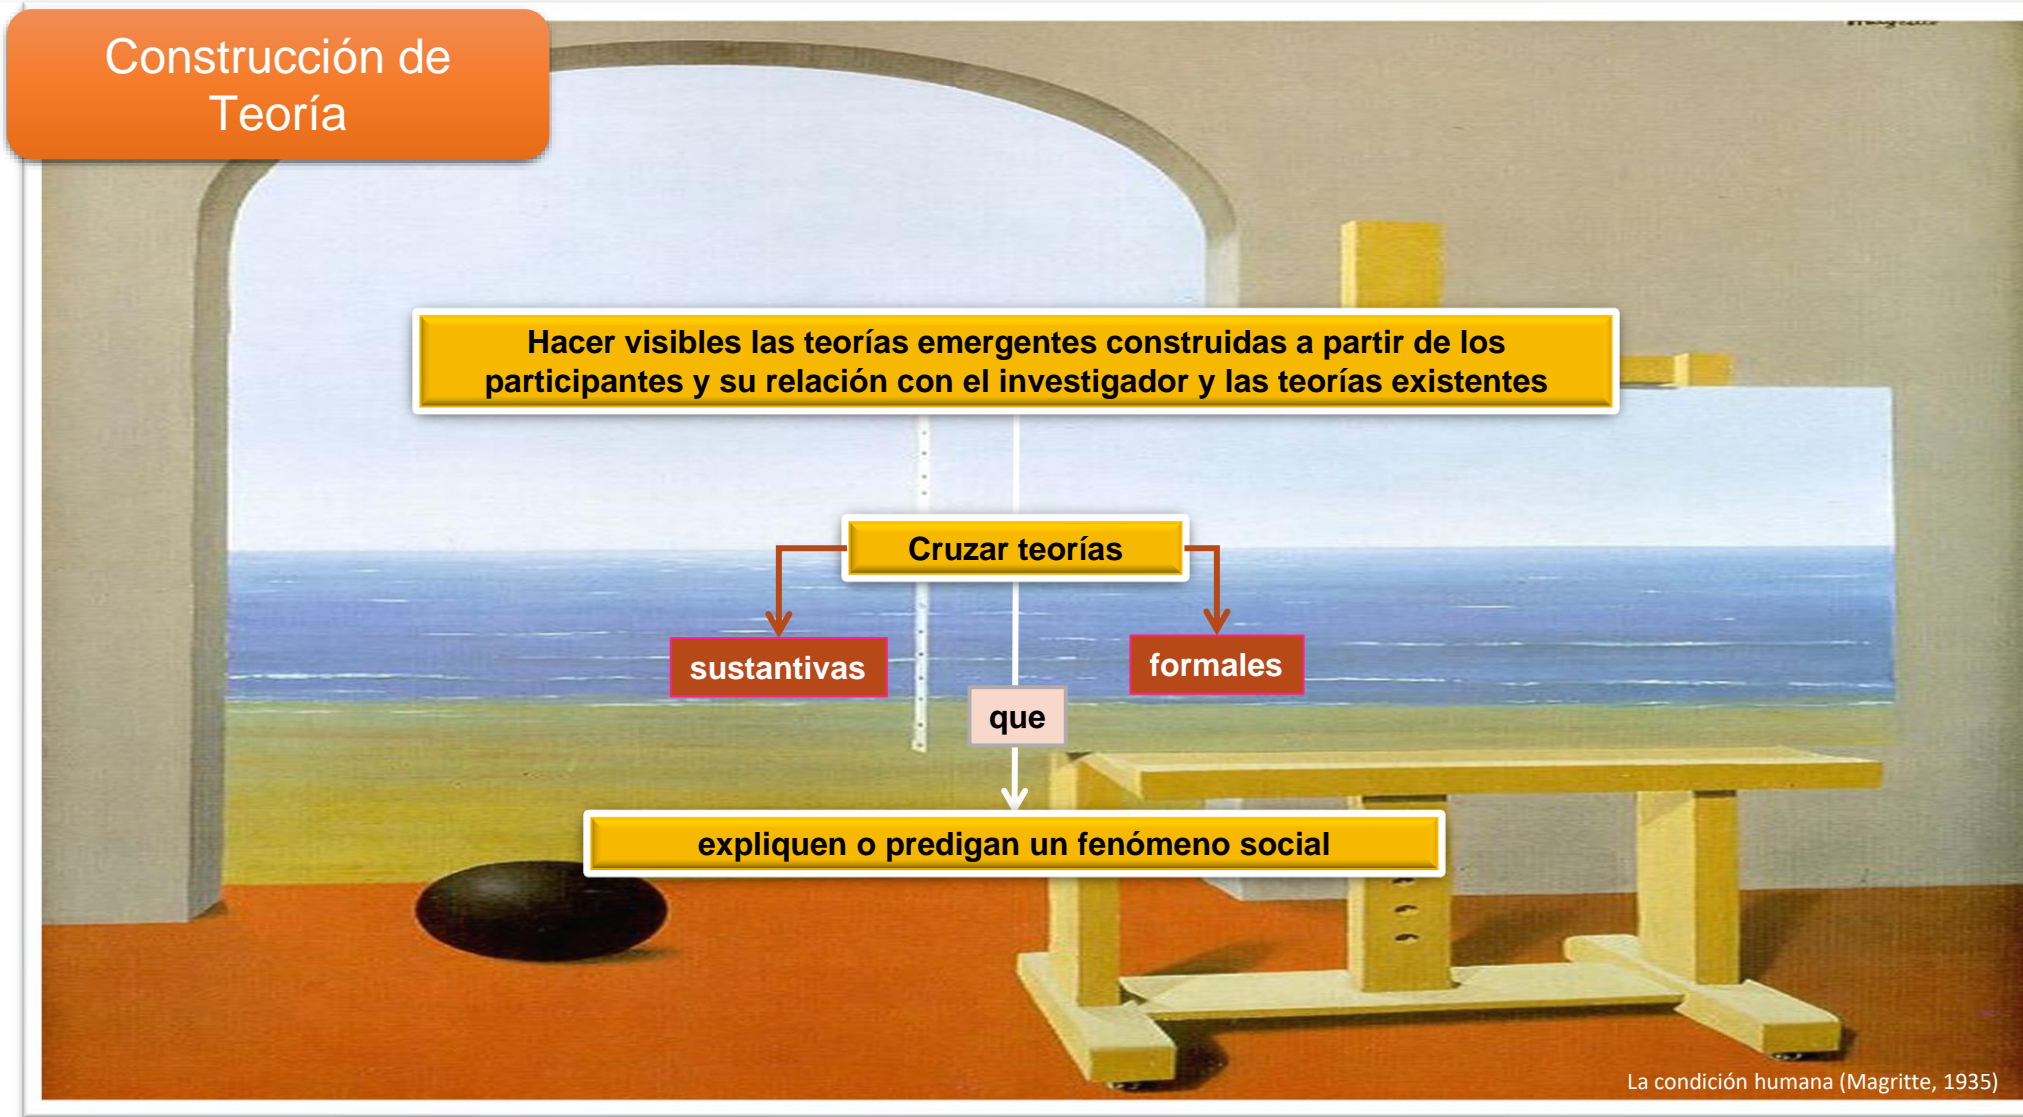 Construcción de
Teoría
Hacer visibles las teorías emergentes construidas a partir de los
participantes y su relación con el investigador y las teorías existentes
Cruzar teorías
sustantivas
formales
que
expliquen o predigan un fenómeno social
La condición humana (Magritte, 1935)